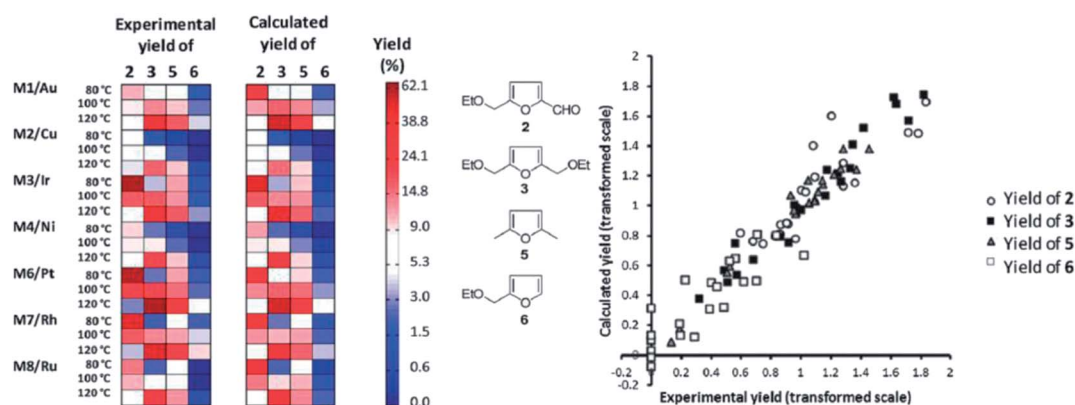 Experimental
yield of
2 3 5 6
Calculated
yield of
2 3 5 6
Yield
(%)
M1/Au
80 °C
100 °C
120 °C
M2/Cu
80 °C
100 °C
120 °C
M3/Ir
80 °C
100 °C
120 °C
M4/Ni
80 °C
100 °C
120 °C
M6/Pt
80 °C
100 °C
120 °C
M7/Rh
80 °C
100 °C
120 °C
M8/Ru
80 °C
100 °C
120 °C
62.1
38.8
24.1
14.8
9.0
5.3
3.0
1.5
0.6
0.0
EtO O CHO
2
EtO O OEt
3
O
5
EtO O
6
Calculated yield (transformed scale)
2
1.8
1.6
1.4
1.2
1
0.8
0.6
0.4
0.2
0
-0.2
0 0.2 0.4 0.6 0.8 1 1.2 1.4 1.6 1.8 2
Experimental yield (transformed scale)
Yield of 2
Yield of 3
Yield of 5
Yield of 6